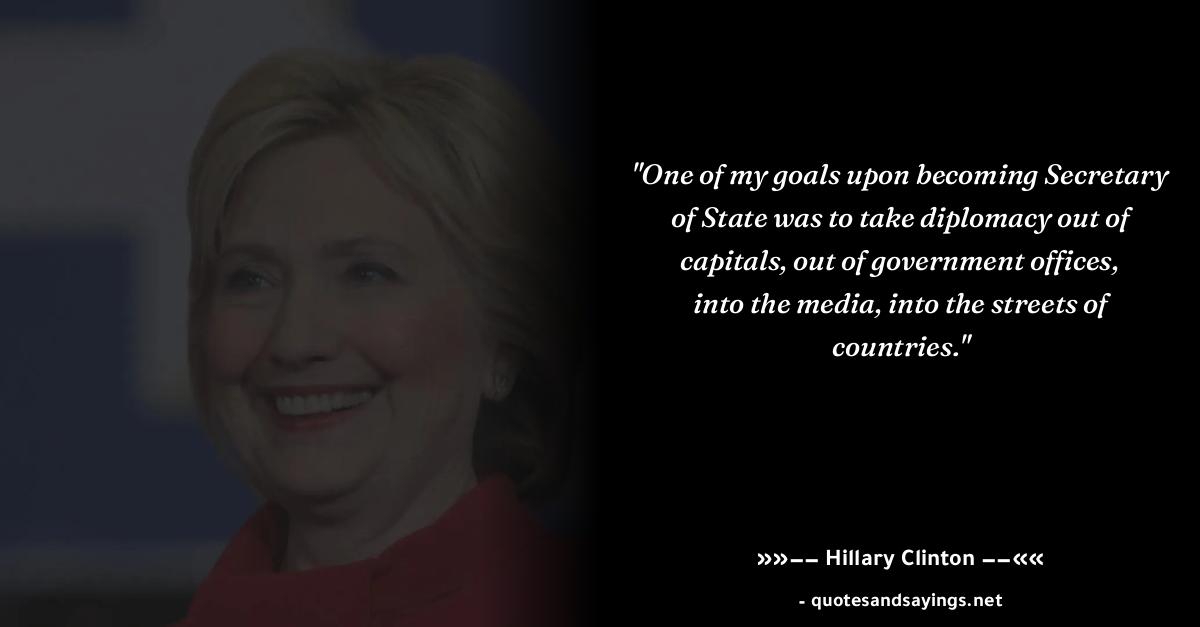 "One of my goals upon becoming Secretary
of State was to take diplomacy out of
capitals, out of government offices,
into the media, into the streets of
countries."
»»−− Hillary Clinton −−««
- quotesandsayings.net